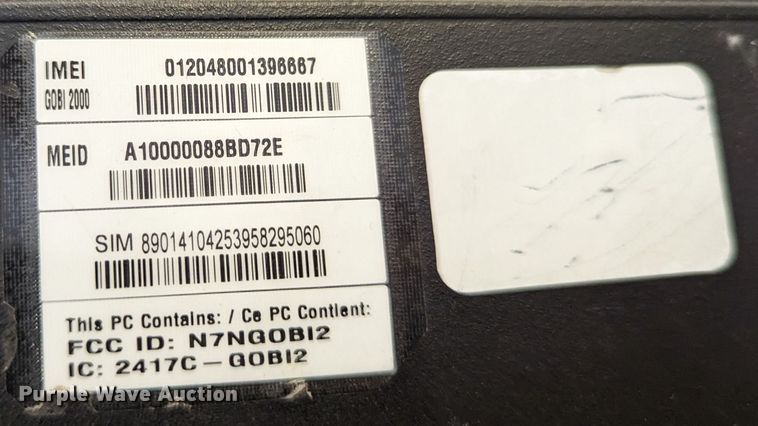 IMEI 012048001396667
GOBI 2000
MEID A10000088BD72E
SIM 89014104253958295060
This PC Contains: / Ce PC Contient:
FCC ID: N7NGOBI2
IC: 2417C-GOBI2
Purple Wave Auction